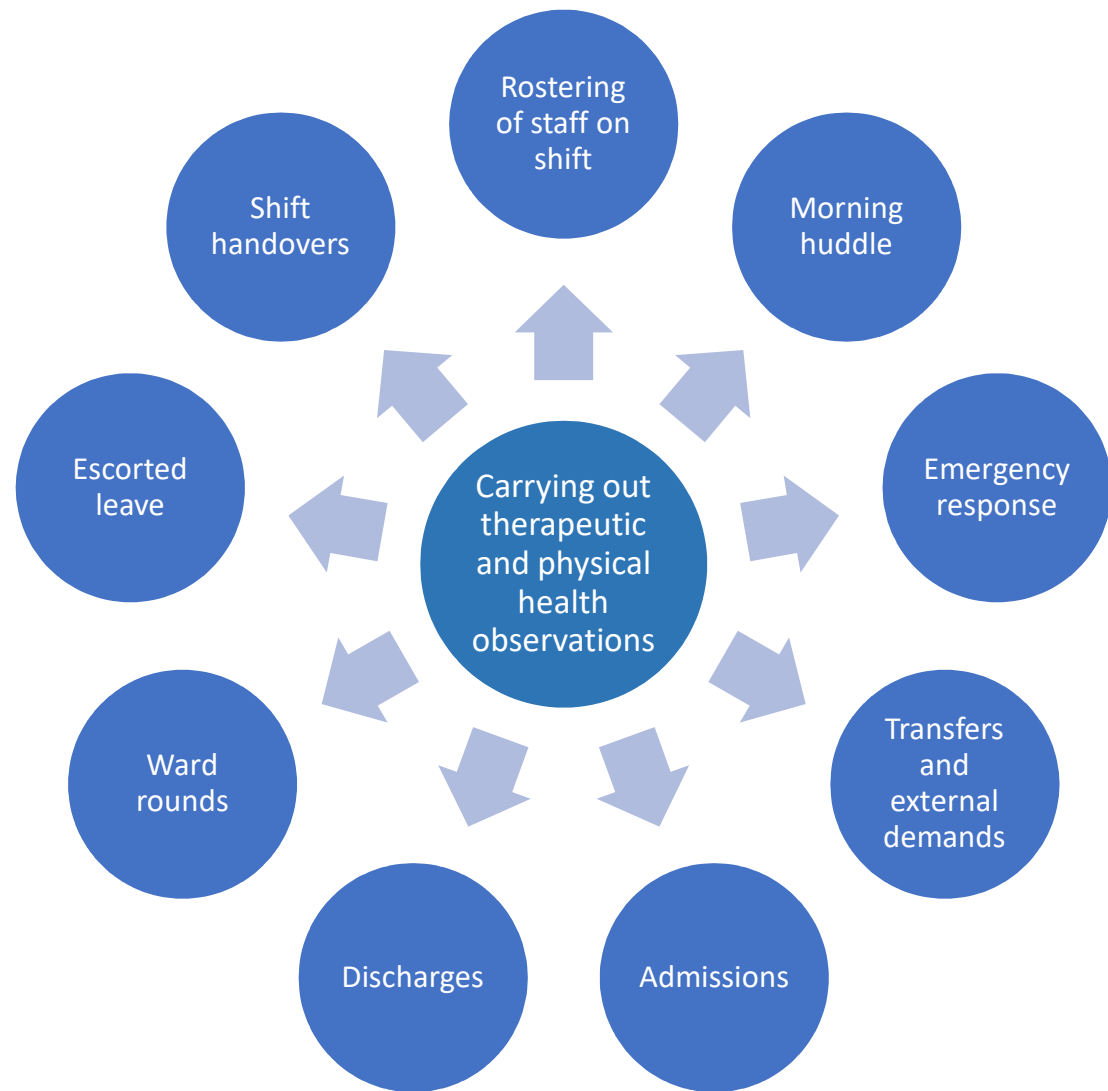 Rostering
of staff on
shift
Morning
huddle
Emergency
response
Transfers
and
external
demands
Admissions
Discharges
Ward
rounds
Escorted
leave
Shift
handovers
Carrying out
therapeutic
and physical
health
observations